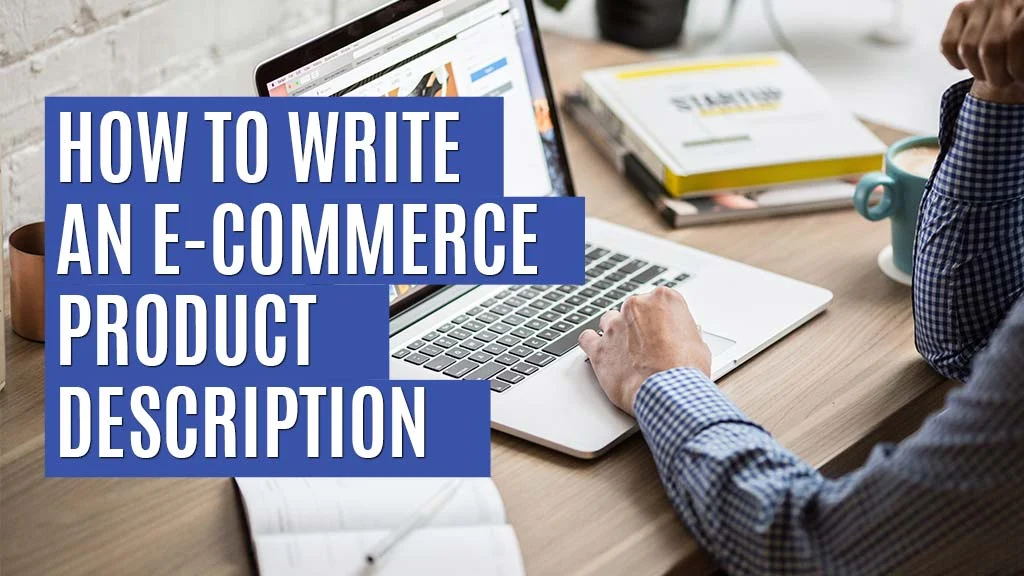 HOW TO WRITE
AN E-COMMERCE
PRODUCT
DESCRIPTION
STARTUP